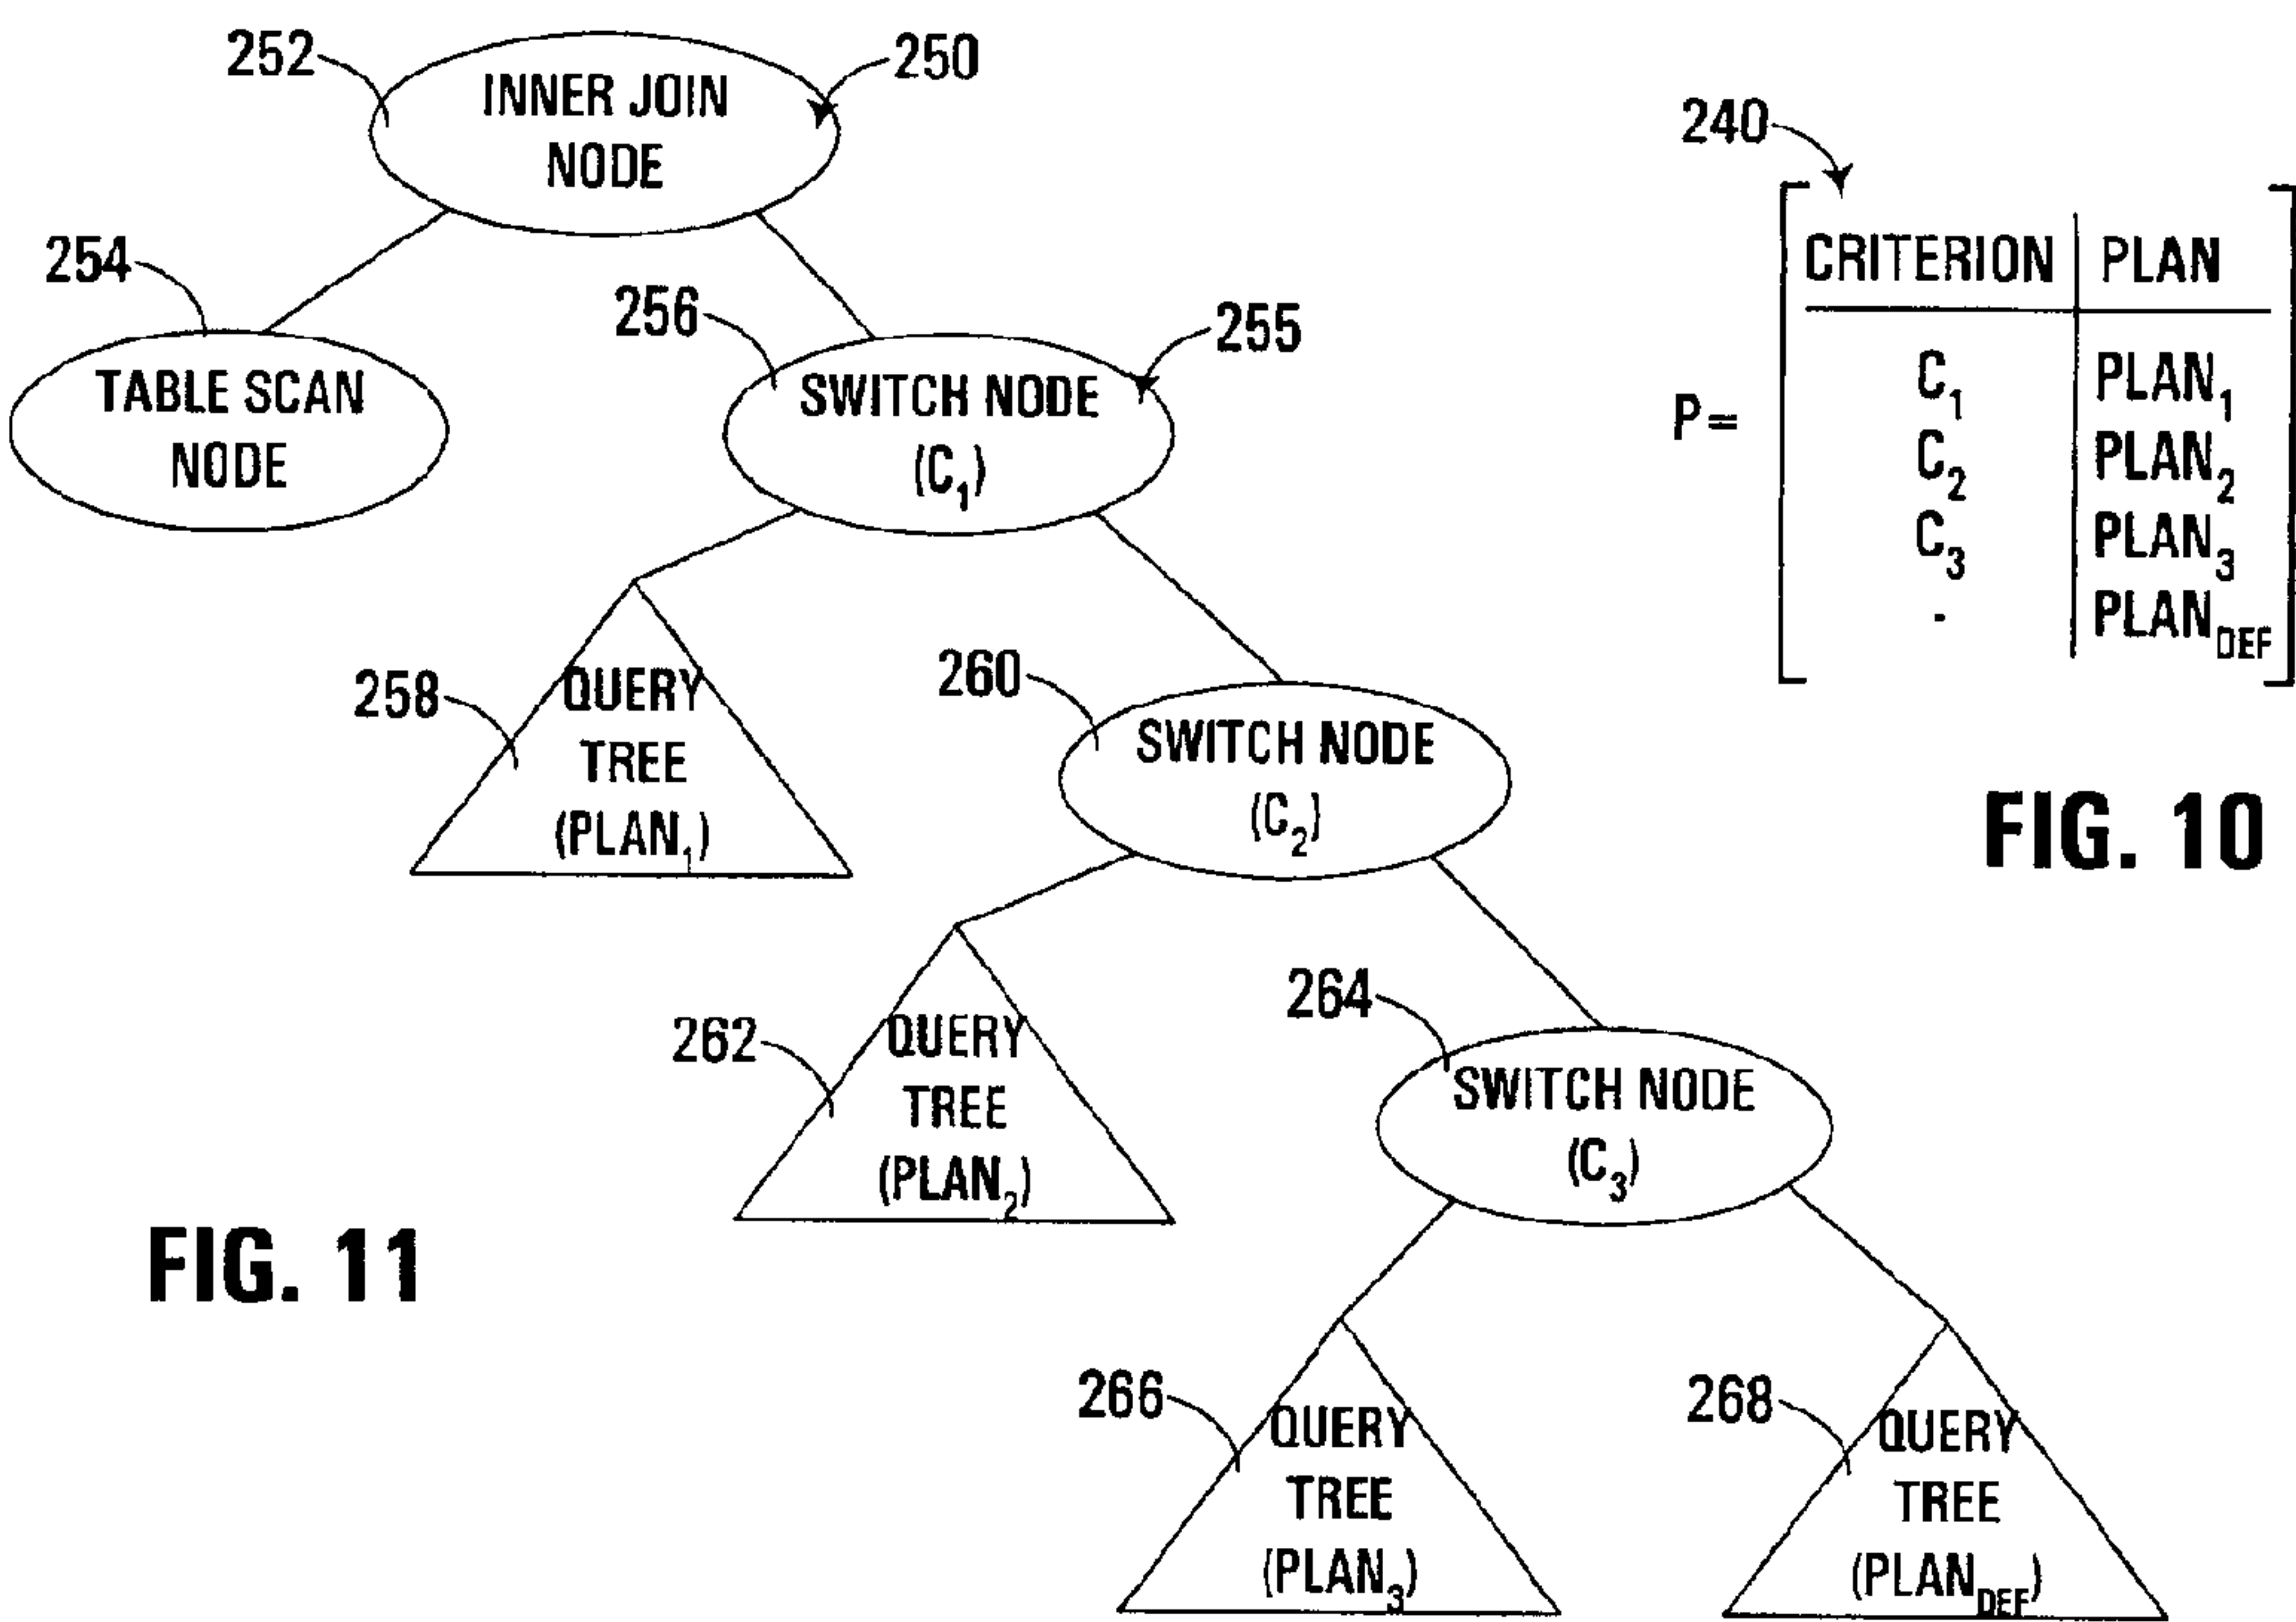 252
INNER JOIN
NODE
250
254
TABLE SCAN
NODE
256
SWITCH NODE
(C₁)
255
258
QUERY
TREE
(PLAN₁)
260
SWITCH NODE
(C₂)
262
QUERY
TREE
(PLAN₂)
264
SWITCH NODE
(C₃)
266
QUERY
TREE
(PLAN₃)
268
QUERY
TREE
(PLAN_DEF)
FIG. 11
240
P=
CRITERION PLAN
C₁ PLAN₁
C₂ PLAN₂
C₃ PLAN₃
. PLAN_DEF
FIG. 10